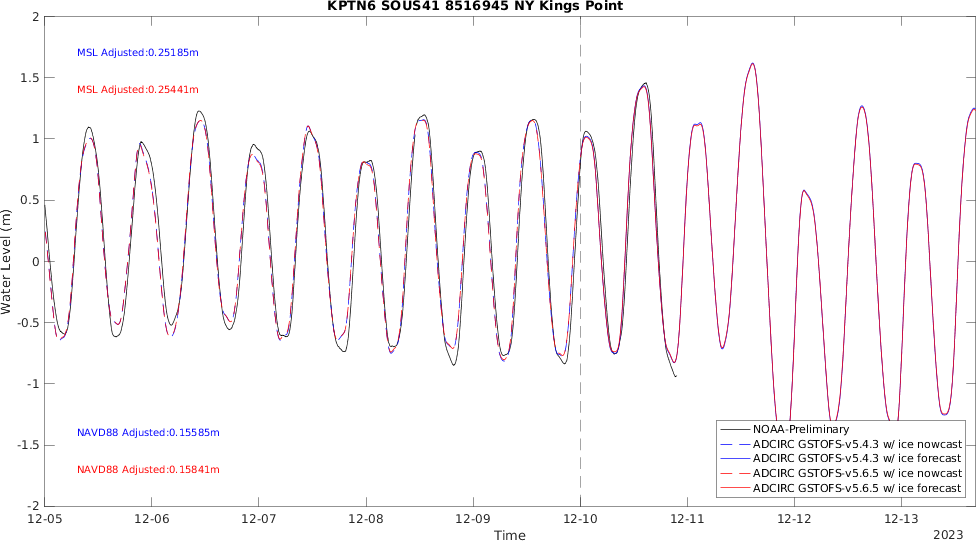 KPTN6 SOUS41 8516945 NY Kings Point
2
1.5
1
0.5
0
-0.5
-1
-1.5
-2
Water Level (m)
MSL Adjusted:0.25185m
MSL Adjusted:0.25441m
NAVD88 Adjusted:0.15585m
NAVD88 Adjusted:0.15841m
NOAA-Preliminary
ADCIRC GSTOFS-v5.4.3 w/ ice nowcast
ADCIRC GSTOFS-v5.4.3 w/ ice forecast
ADCIRC GSTOFS-v5.6.5 w/ ice nowcast
ADCIRC GSTOFS-v5.6.5 w/ ice forecast
12-05 12-06 12-07 12-08 12-09 12-10 12-11 12-12 12-13
Time
2023